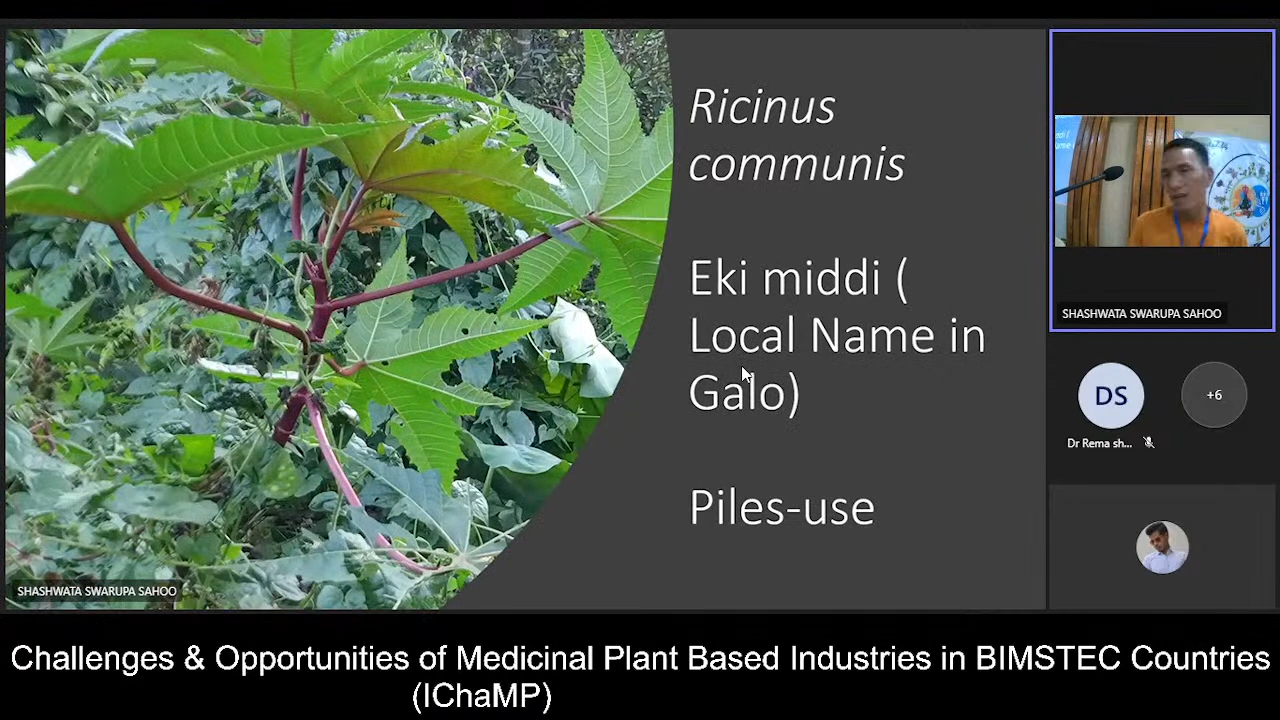 Ricinus
communis
Eki middi (
Local Name in
Galo)
Piles-use
SHASHWATA SWARUPA SAHOO
SHASHWATA SWARUPA SAHOO
DS
+6
Dr Rema sh...
Challenges & Opportunities of Medicinal Plant Based Industries in BIMSTEC Countries
(IChaMP)